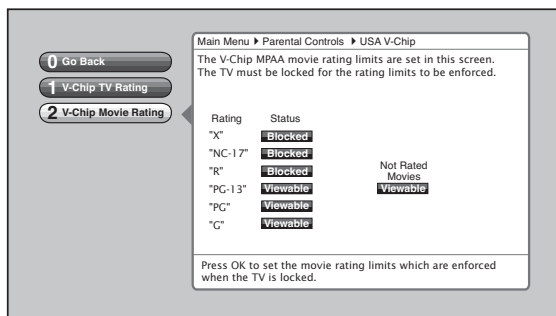 0 Go Back
1 V-Chip TV Rating
2 V-Chip Movie Rating
Main Menu ▶ Parental Controls ▶ USA V-Chip
The V-Chip MPAA movie rating limits are set in this screen.
The TV must be locked for the rating limits to be enforced.
Rating Status
"X" Blocked
"NC-17" Blocked
"R" Blocked
"PG-13" Viewable
"PG" Viewable
"G" Viewable
Not Rated
Movies
Viewable
Press OK to set the movie rating limits which are enforced
when the TV is locked.